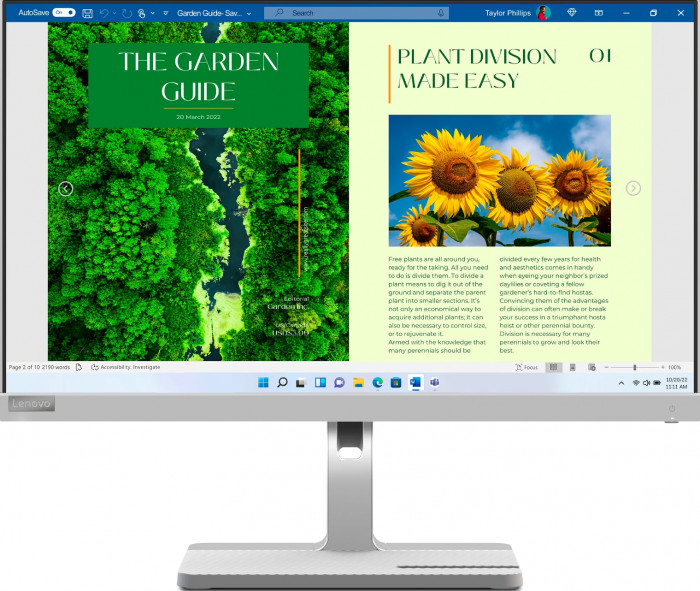 AutoSave
On
Garden Guide- Sav...
Search
Taylor Phillips
THE GARDEN
GUIDE
20 March 2022
www.reallygreatsite.com
Editorial
Garden Inc.
USD$5.00
PLANT DIVISION
MADE EASY
01
Free plants are all around you,
ready for the taking. All you need
to do is divide them. To divide a
plant means to dig it out of the
ground and separate the parent
plant into smaller sections. It's
not only an economical way to
acquire additional plants; it can
also be necessary to control size,
or to rejuvenate it.
Armed with the knowledge that
many perennials should be
divided every few years for health
and aesthetics comes in handy
when eyeing your neighbor's prized
daylilies or coveting a fellow
gardener's hard-to-find hostas.
Convincing them of the advantages
of division can often make or break
your success in a triumphant hosta
heist or other perennial bounty.
Division is necessary for many
perennials to grow and look their
best.
Page 2 of 10 2190 words
Accessibility: Investigate
Focus
100%
10/20/22
11:11 AM
Lenovo